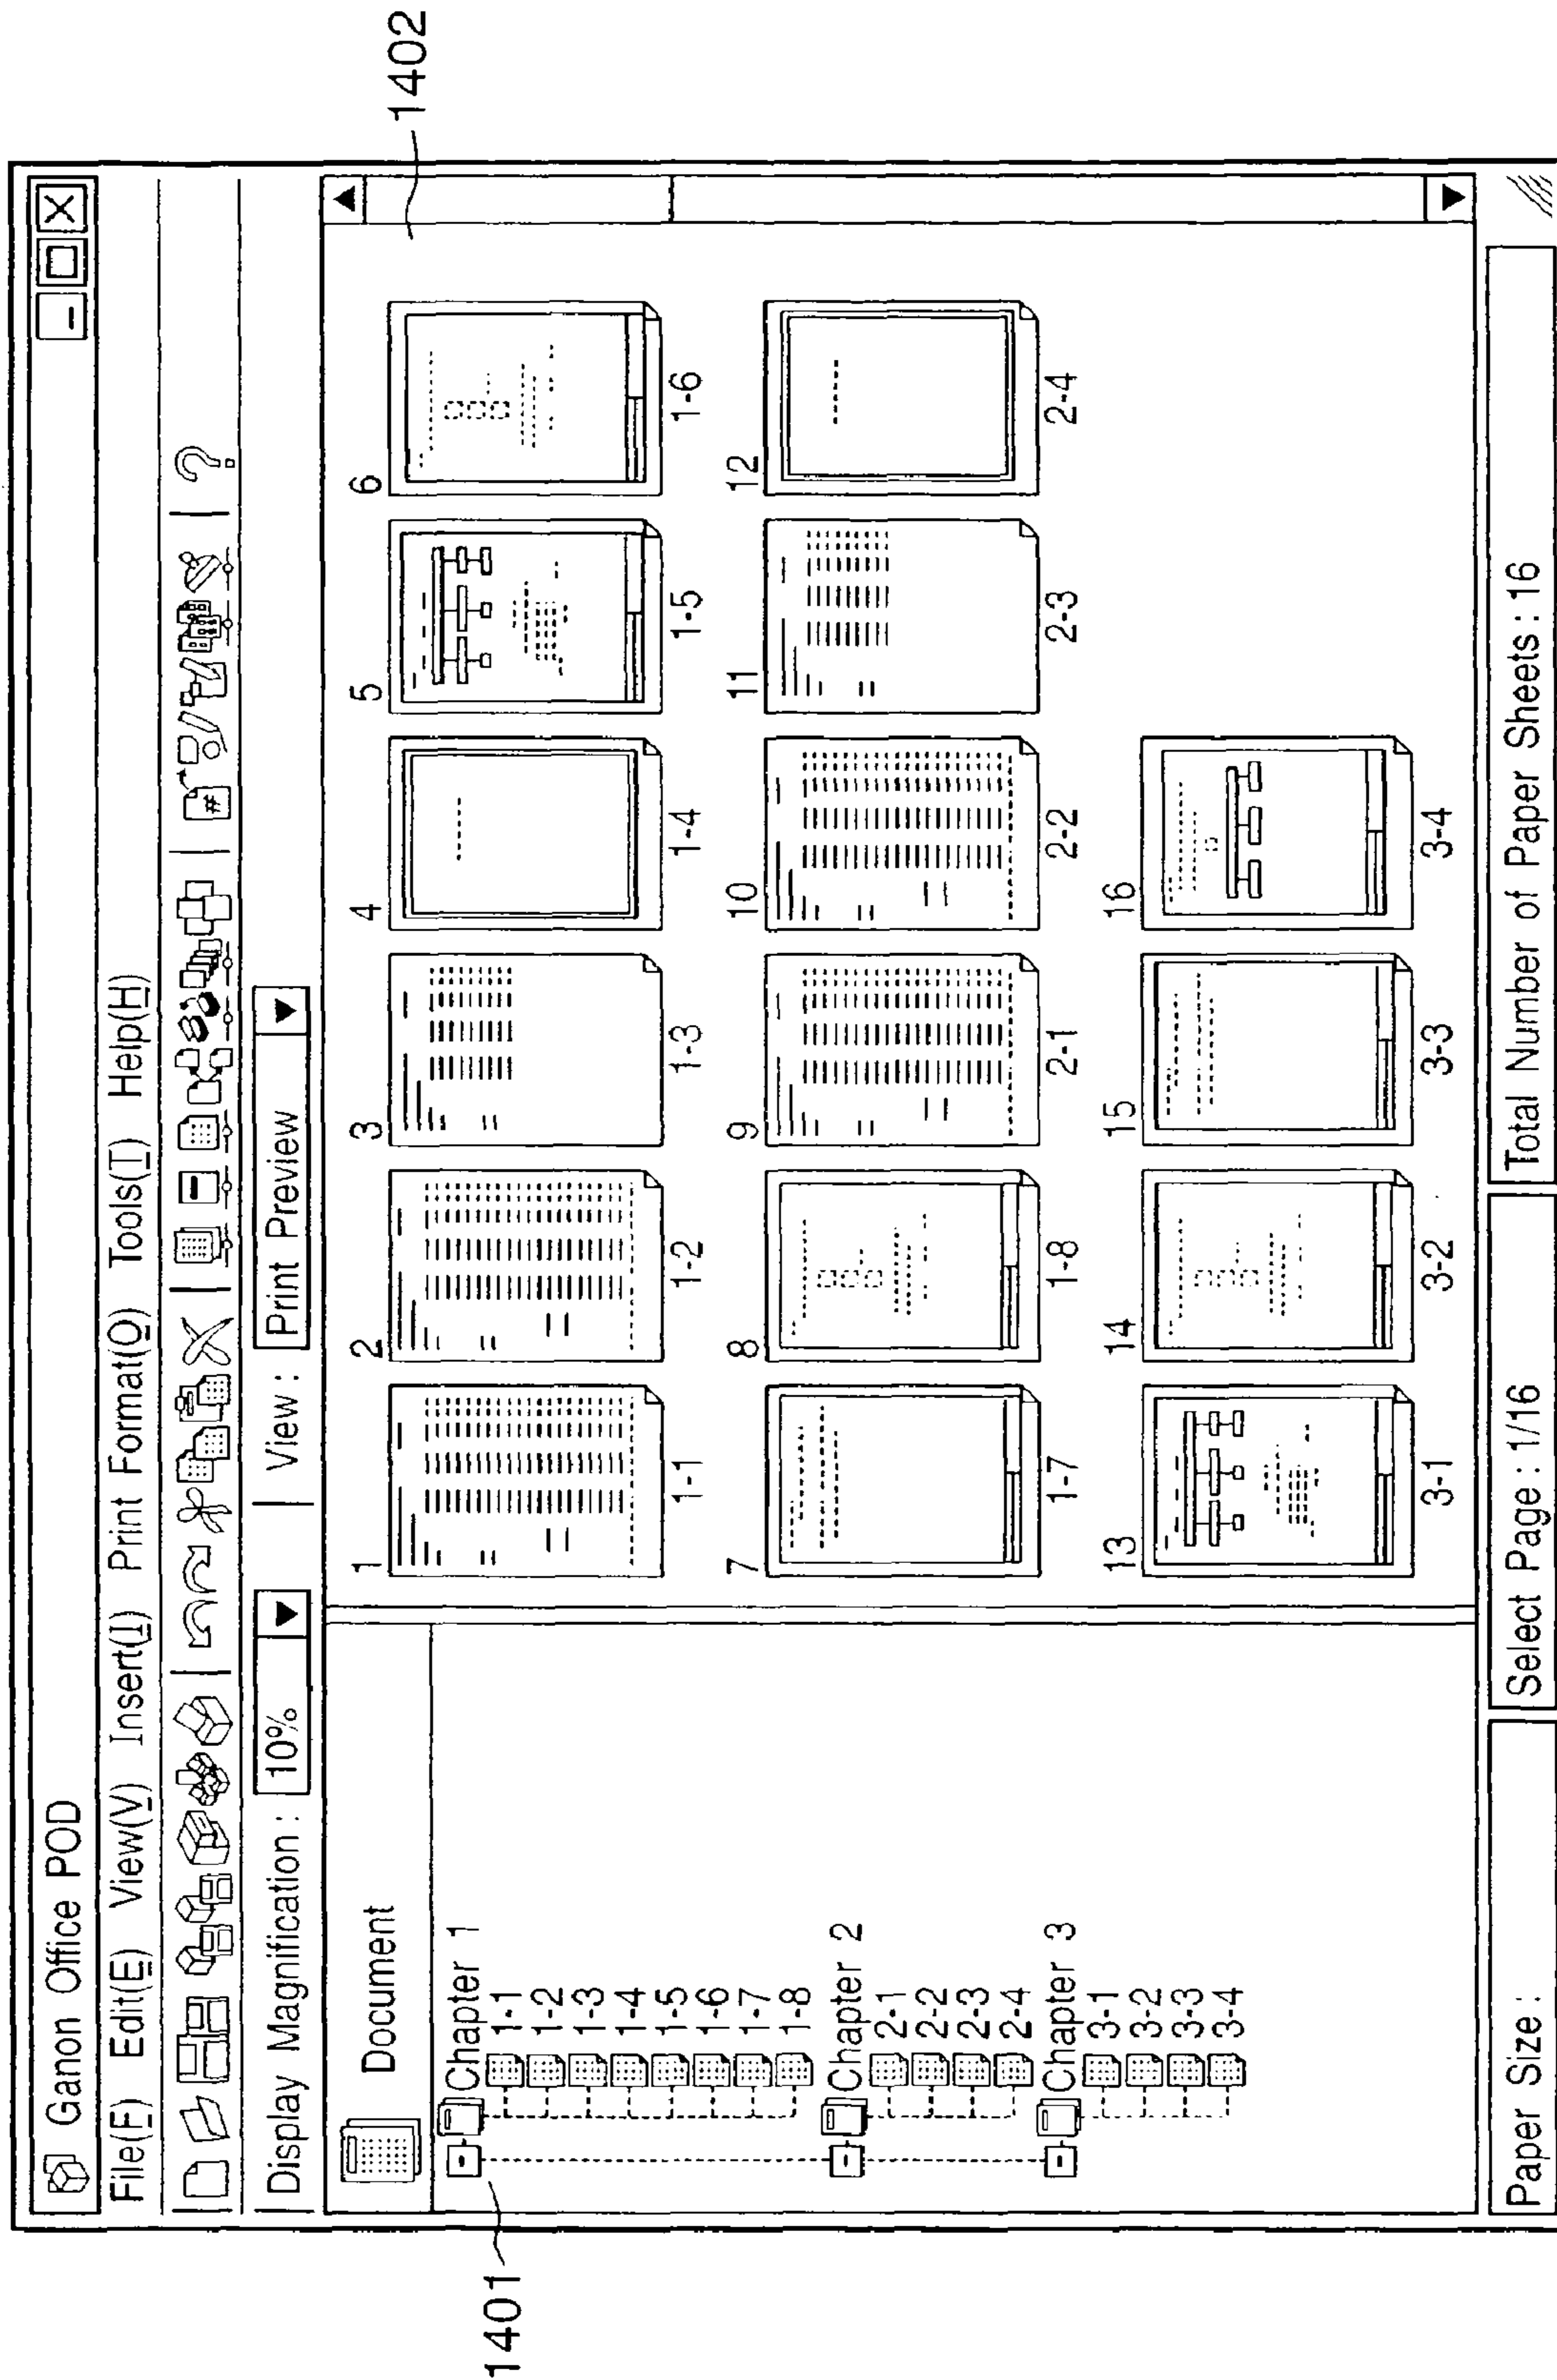 Ganon Office POD
File(F) Edit(E) View(V) Insert(I) Print Format(O) Tools(T) Help(H)
#
?
Display Magnification : 10% View : Print Preview
Document
1401
Chapter 1
1-1
1-2
1-3
1-4
1-5
1-6
1-7
1-8
Chapter 2
2-1
2-2
2-3
2-4
Chapter 3
3-1
3-2
3-3
3-4
1402
1 2 3 4 5 6
1-1 1-2 1-3 1-4 1-5 1-6
7 8 9 10 11 12
1-7 1-8 2-1 2-2 2-3 2-4
13 14 15 16
3-1 3-2 3-3 3-4
Paper Size : Select Page : 1/16 Total Number of Paper Sheets : 16